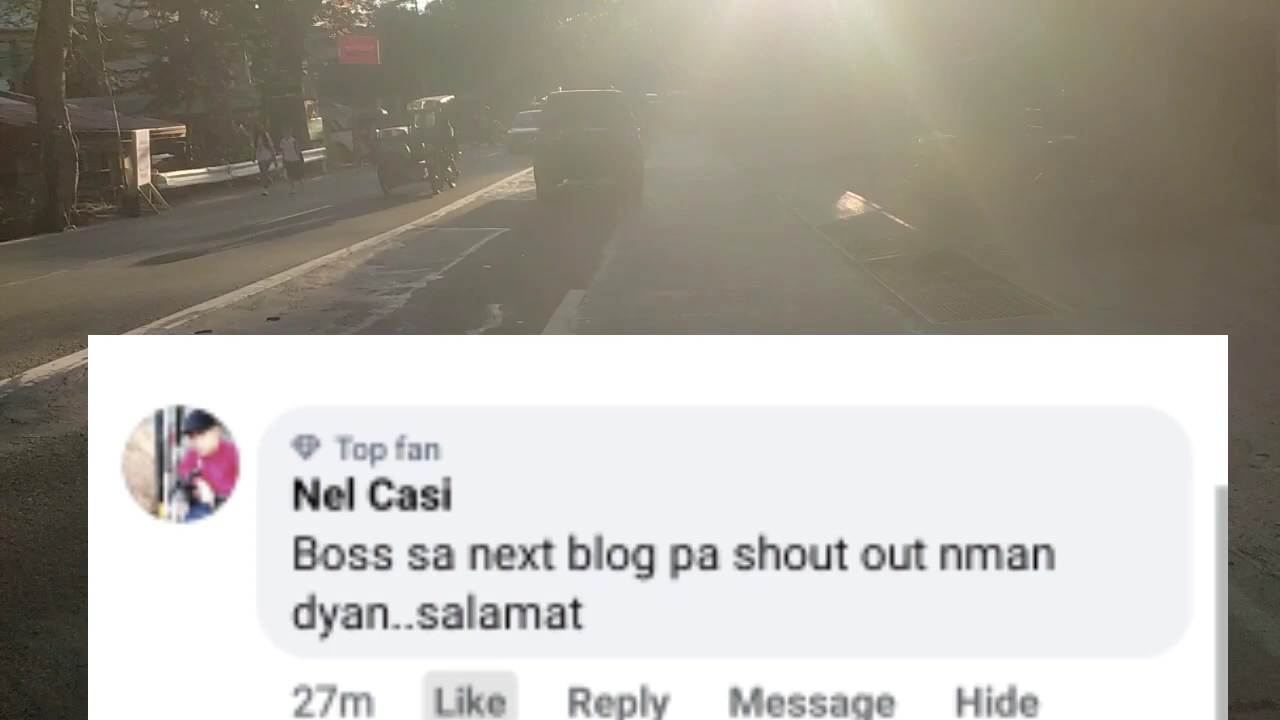 Top fan
Nel Casi
Boss sa next blog pa shout out nman
dyan..salamat
27m Like Reply Message Hide